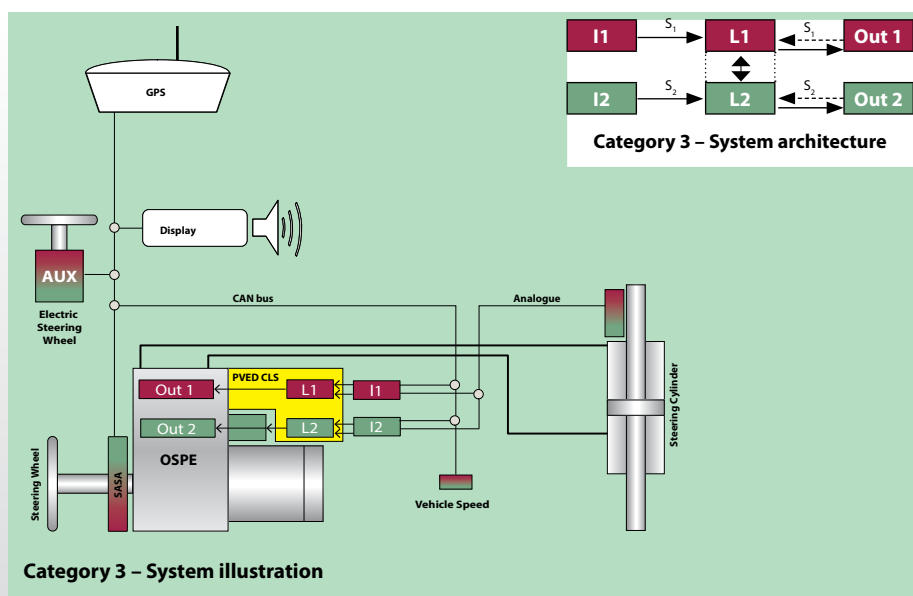 I1
S1
L1
S1
Out 1
I2
S2
L2
S2
Out 2
Category 3 – System architecture
GPS
Display
AUX
Electric
Steering
Wheel
CAN bus
Analogue
PVED CLS
Out 1
L1
I1
Out 2
L2
I2
OSPE
SASA
Steering Wheel
Steering Cylinder
Vehicle Speed
Category 3 – System illustration